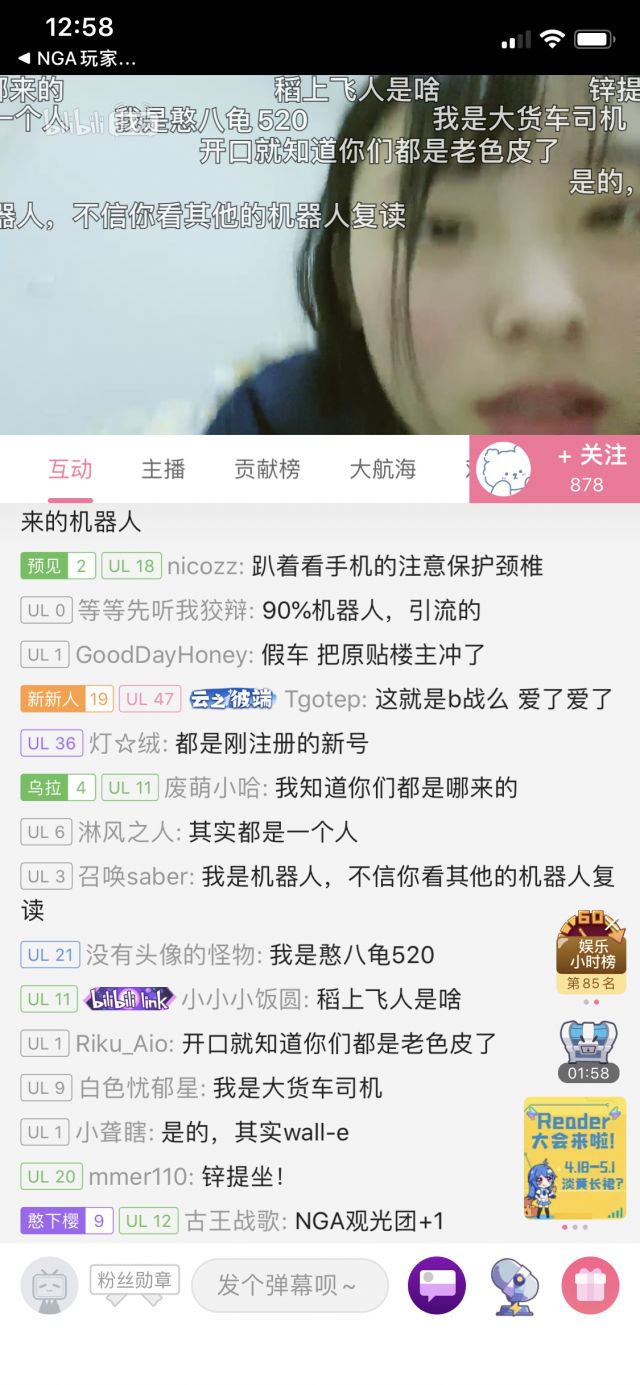 12:58
◀ NGA玩家...
那来的
稻上飞人是啥
锌提
一个人
bilibili
我是憨八龟520
我是大货车司机
开口就知道你们都是老色皮了
是的，
器人，不信你看其他的机器人复读
互动
主播
贡献榜
大航海
+ 关注
878
来的机器人
预见 2 UL 18 nicozz: 趴着看手机的注意保护颈椎
UL 0 等等先听我狡辩: 90%机器人，引流的
UL 1 GoodDayHoney: 假车 把原贴楼主冲了
新新人 19 UL 47 云之彼端 Tgotep: 这就是b战么 爱了爱了
UL 36 灯☆绒: 都是刚注册的新号
乌拉 4 UL 11 废萌小哈: 我知道你们都是哪来的
UL 6 淋风之人: 其实都是一个人
UL 3 召唤saber: 我是机器人，不信你看其他的机器人复
读
UL 21 没有头像的怪物: 我是憨八龟520
UL 11 bilibili link 小小小饭圆: 稻上飞人是啥
UL 1 Riku_Aio: 开口就知道你们都是老色皮了
UL 9 白色忧郁星: 我是大货车司机
UL 1 小聋瞎: 是的，其实wall-e
UL 20 mmer110: 锌提坐！
憨下樱 9 UL 12 古王战歌: NGA观光团+1
60
娱乐
小时榜
第85名
01:58
Reader
大会来啦!
4.18-5.1
淡黄长裙?
粉丝勋章
发个弹幕呗~